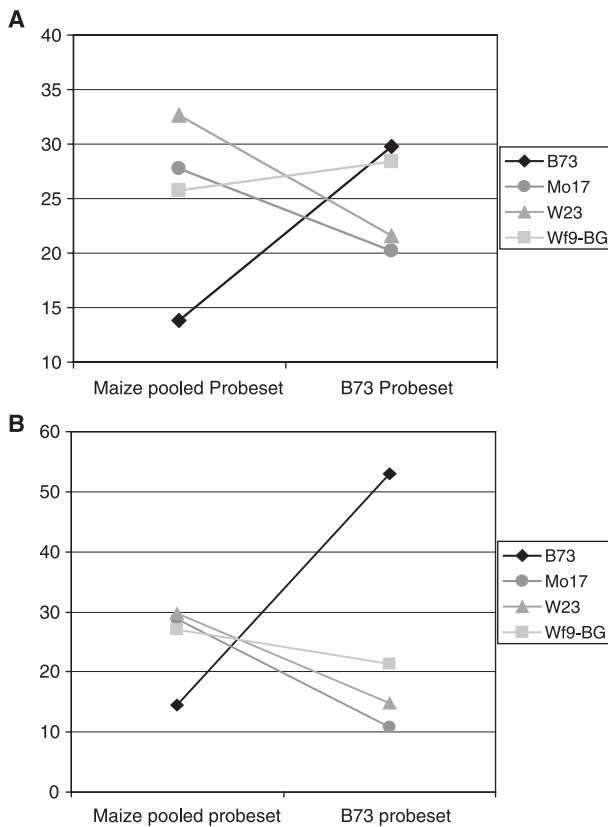 A
40
35
30
25
20
15
10
Maize pooled Probeset
B73 Probeset
B73
Mo17
W23
Wf9-BG
B
60
50
40
30
20
10
0
Maize pooled probeset
B73 probeset
B73
Mo17
W23
Wf9-BG